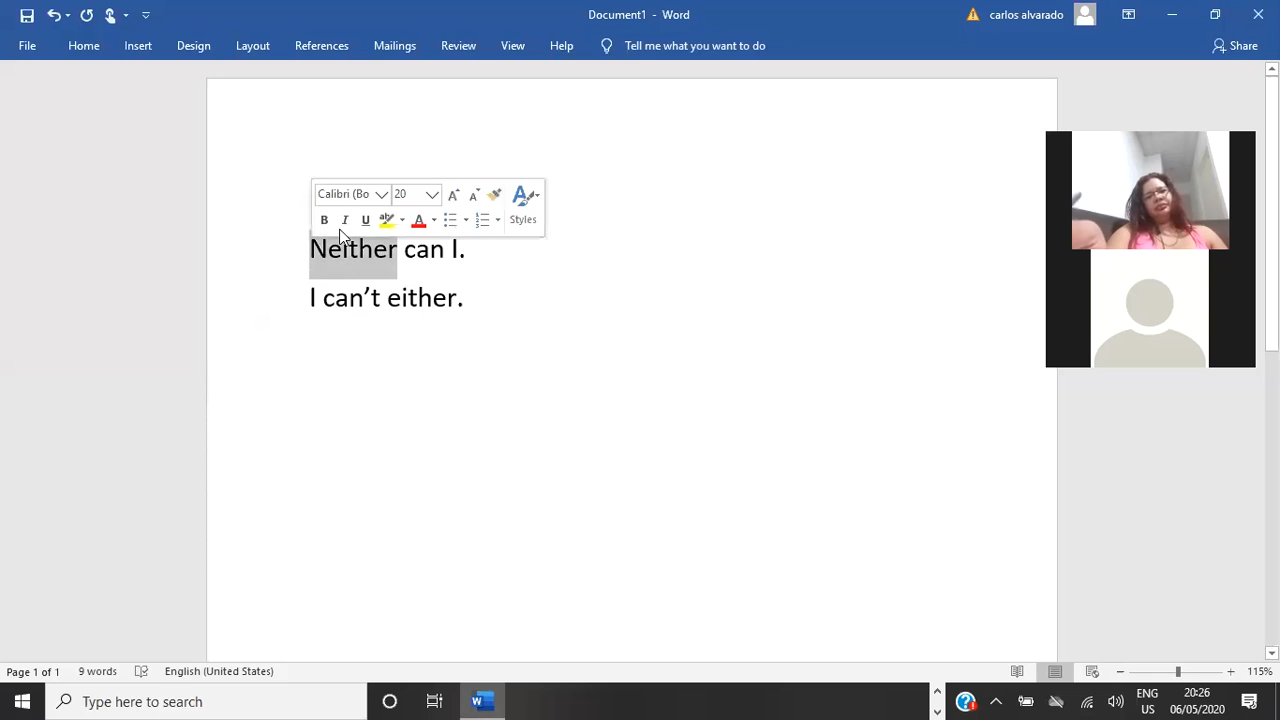 Document1 - Word
carlos alvarado
File Home Insert Design Layout References Mailings Review View Help Tell me what you want to do Share
Calibri (Bo 20
B I U ab A Styles
Neither can I.
I can’t either.
Page 1 of 1 9 words English (United States) 115%
Type here to search
ENG 20:26
US 06/05/2020